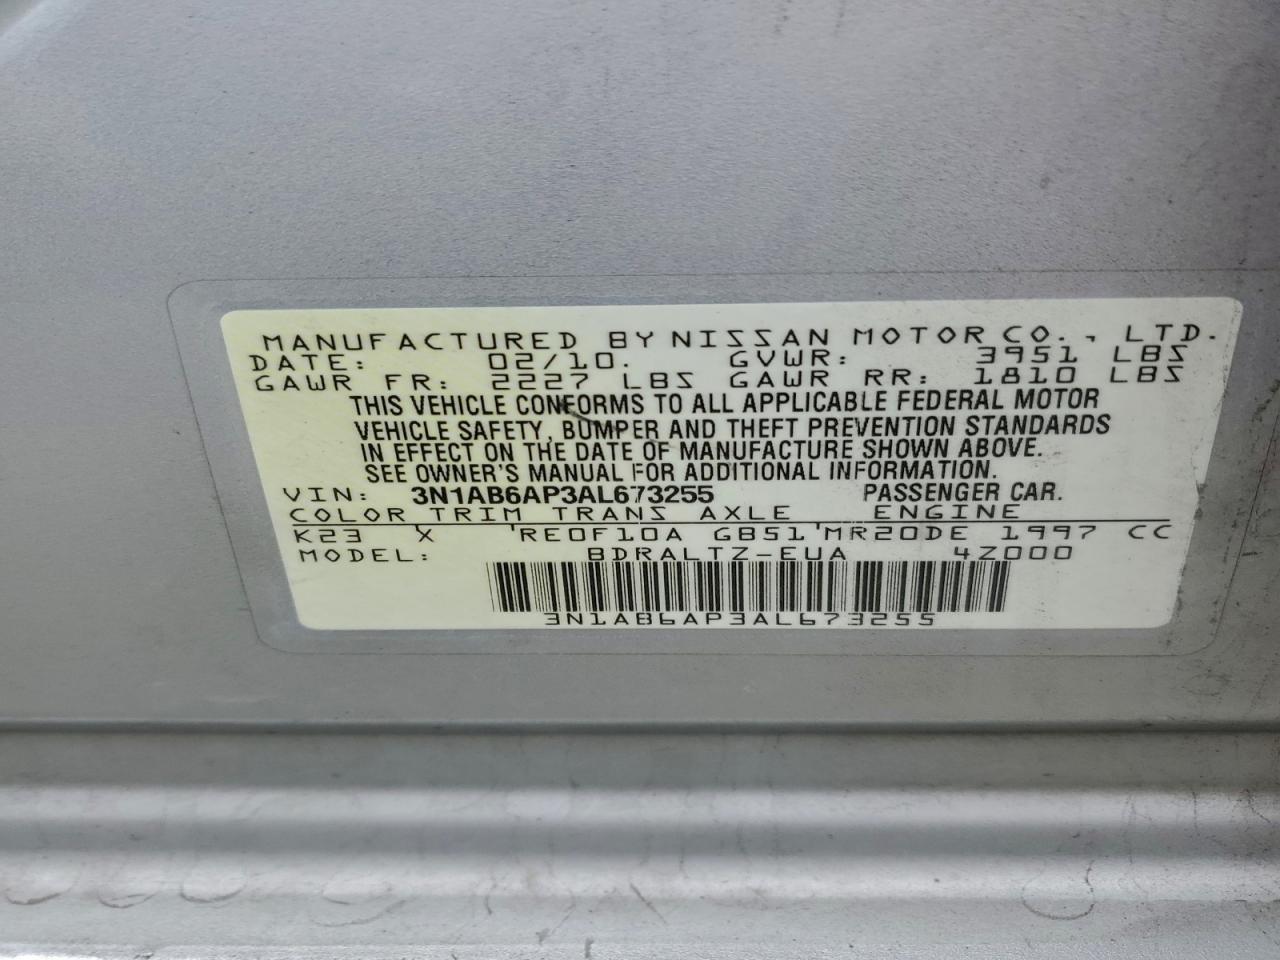 MANUFACTURED BY NISSAN MOTOR CO., LTD.
DATE: 02/10. GVWR: 3951 LBS
GAWR FR: 2227 LBS GAWR RR: 1810 LBS
THIS VEHICLE CONFORMS TO ALL APPLICABLE FEDERAL MOTOR
VEHICLE SAFETY, BUMPER AND THEFT PREVENTION STANDARDS
IN EFFECT ON THE DATE OF MANUFACTURE SHOWN ABOVE.
SEE OWNER'S MANUAL FOR ADDITIONAL INFORMATION.
VIN: 3N1AB6AP3AL673255 PASSENGER CAR.
COLOR TRIM TRANS AXLE ENGINE
K23 X 'RE0F10A GB51'MR20DE 1997 CC
MODEL: BDRALTZ-EUA 4Z000
3N1AB6AP3AL673255